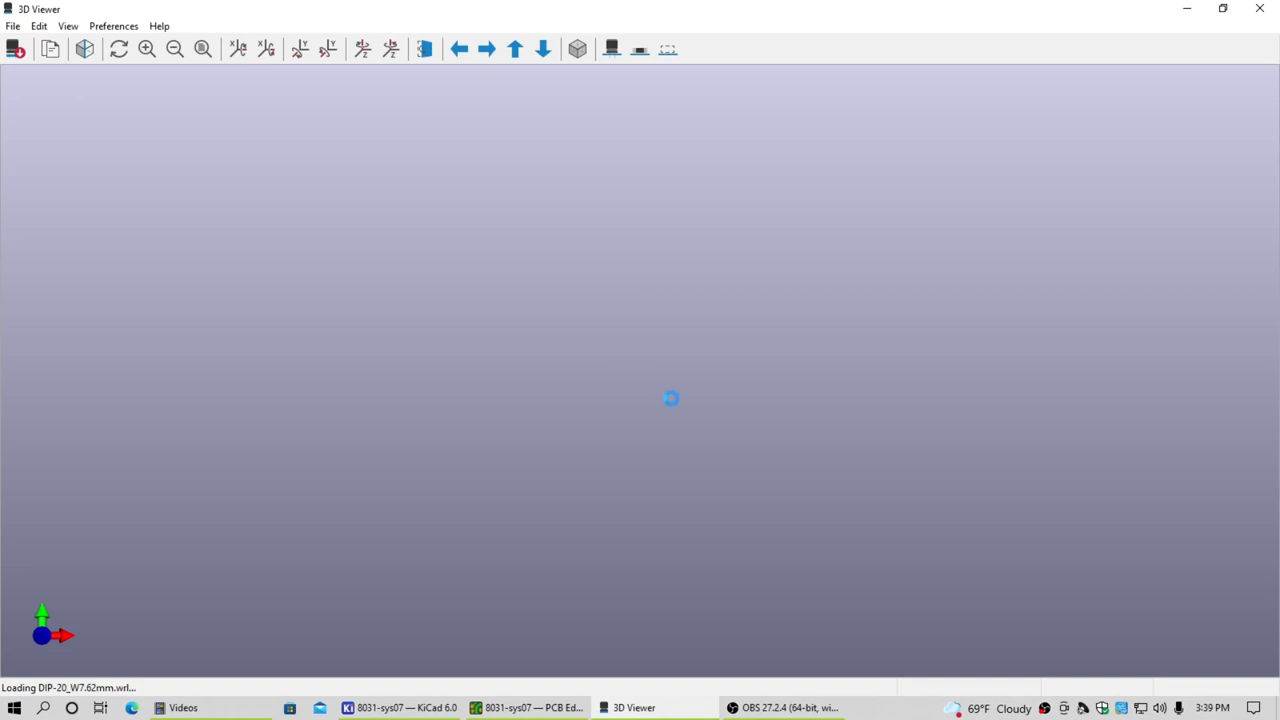 3D Viewer
File Edit View Preferences Help
Loading DIP-20_W7.62mm.wrl...
Videos
8031-sys07 — KiCad 6.0
8031-sys07 — PCB Ed...
3D Viewer
OBS 27.2.4 (64-bit, wi...
69°F Cloudy
3:39 PM